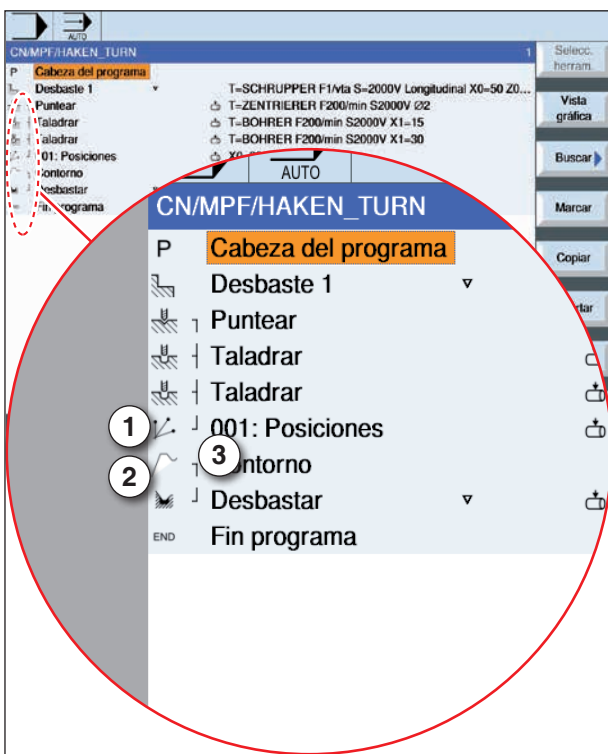 AUTO
CN/MPF/HAKEN_TURN 1
P Cabeza del programa
Desbaste 1 T=SCHRUPPER F1/vta S=2000V Longitudinal X0=50 Z0...
Puntear T=ZENTRIERER F200/min S2000V Ø2
Taladrar T=BOHRER F200/min S2000V X1=15
Taladrar T=BOHRER F200/min S2000V X1=30
001: Posiciones
Contorno
Desbastar
Fin programa
Selecc.
herram.
Vista
gráfica
Buscar
Marcar
Copiar
AUTO
CN/MPF/HAKEN_TURN
P Cabeza del programa
Desbaste 1
Puntear
Taladrar
Taladrar
1
001: Posiciones
2
3
Contorno
Desbastar
END Fin programa